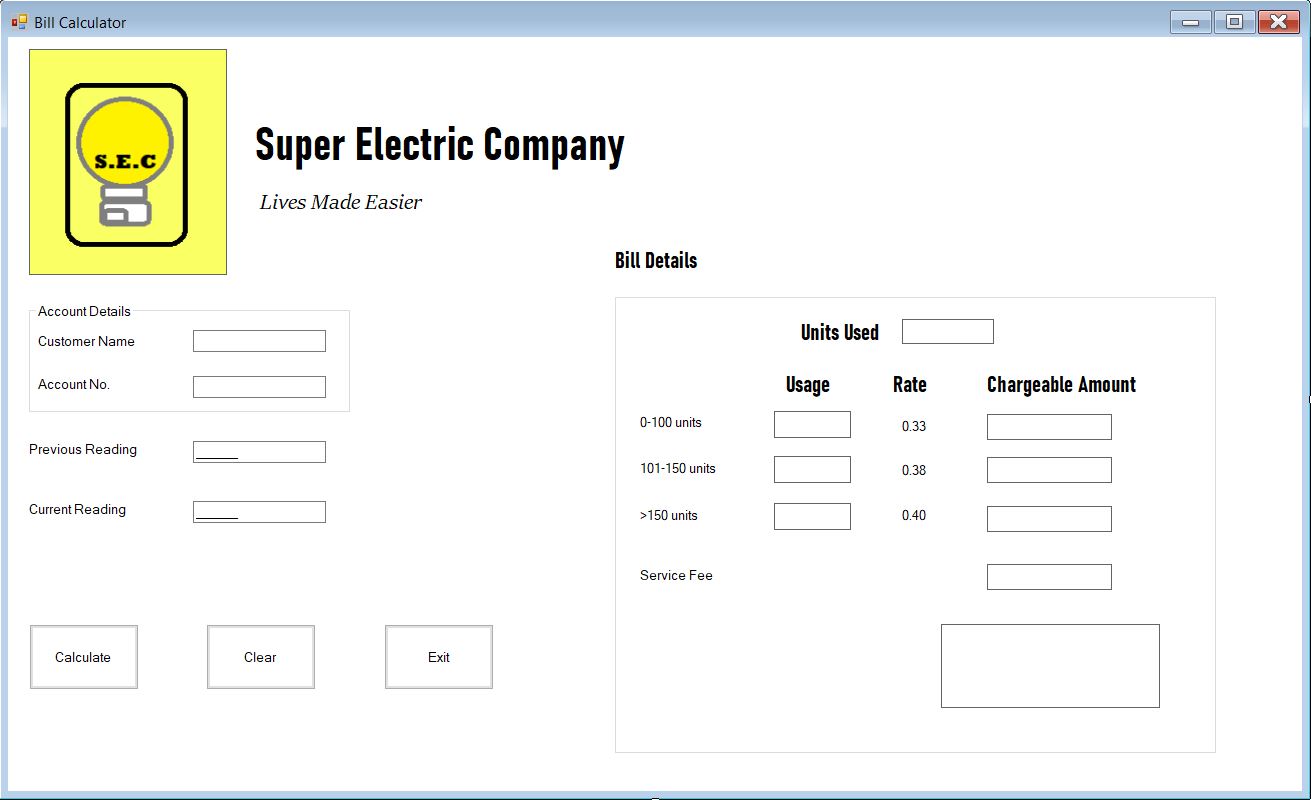 Bill Calculator
S.E.C
Super Electric Company
Lives Made Easier
Bill Details
Account Details
Customer Name
Account No.
Previous Reading
Current Reading
Calculate Clear Exit
Units Used
Usage Rate Chargeable Amount
0-100 units 0.33
101-150 units 0.38
>150 units 0.40
Service Fee